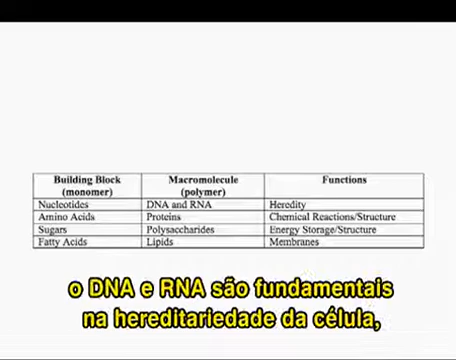 Building Block Macromolecule Functions
(monomer) (polymer)
Nucleotides DNA and RNA Heredity
Amino Acids Proteins Chemical Reactions/Structure
Sugars Polysaccharides Energy Storage/Structure
Fatty Acids Lipids Membranes
o DNA e RNA são fundamentais
na hereditariedade da célula,